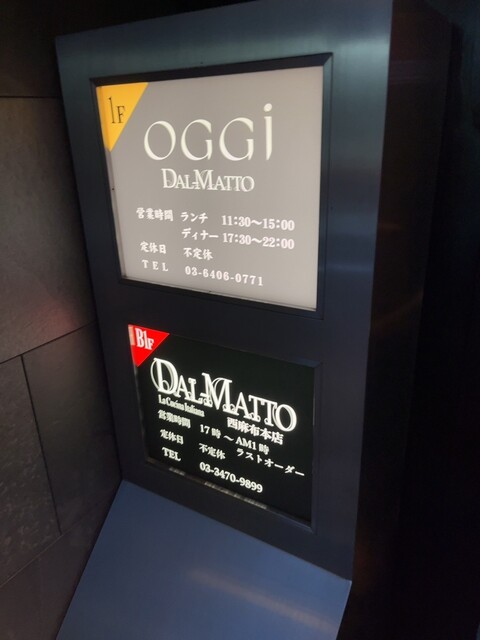 1F
OGGi
DAL-MATTO
営業時間 ランチ 11:30～15:00
ディナー 17:30～22:00
定休日 不定休
TEL 03-6406-0771
B1F
DAL-MATTO
La Cucina Italiana 西麻布本店
営業時間 17時～AM1時
ラストオーダー
定休日 不定休
TEL 03-3470-9899